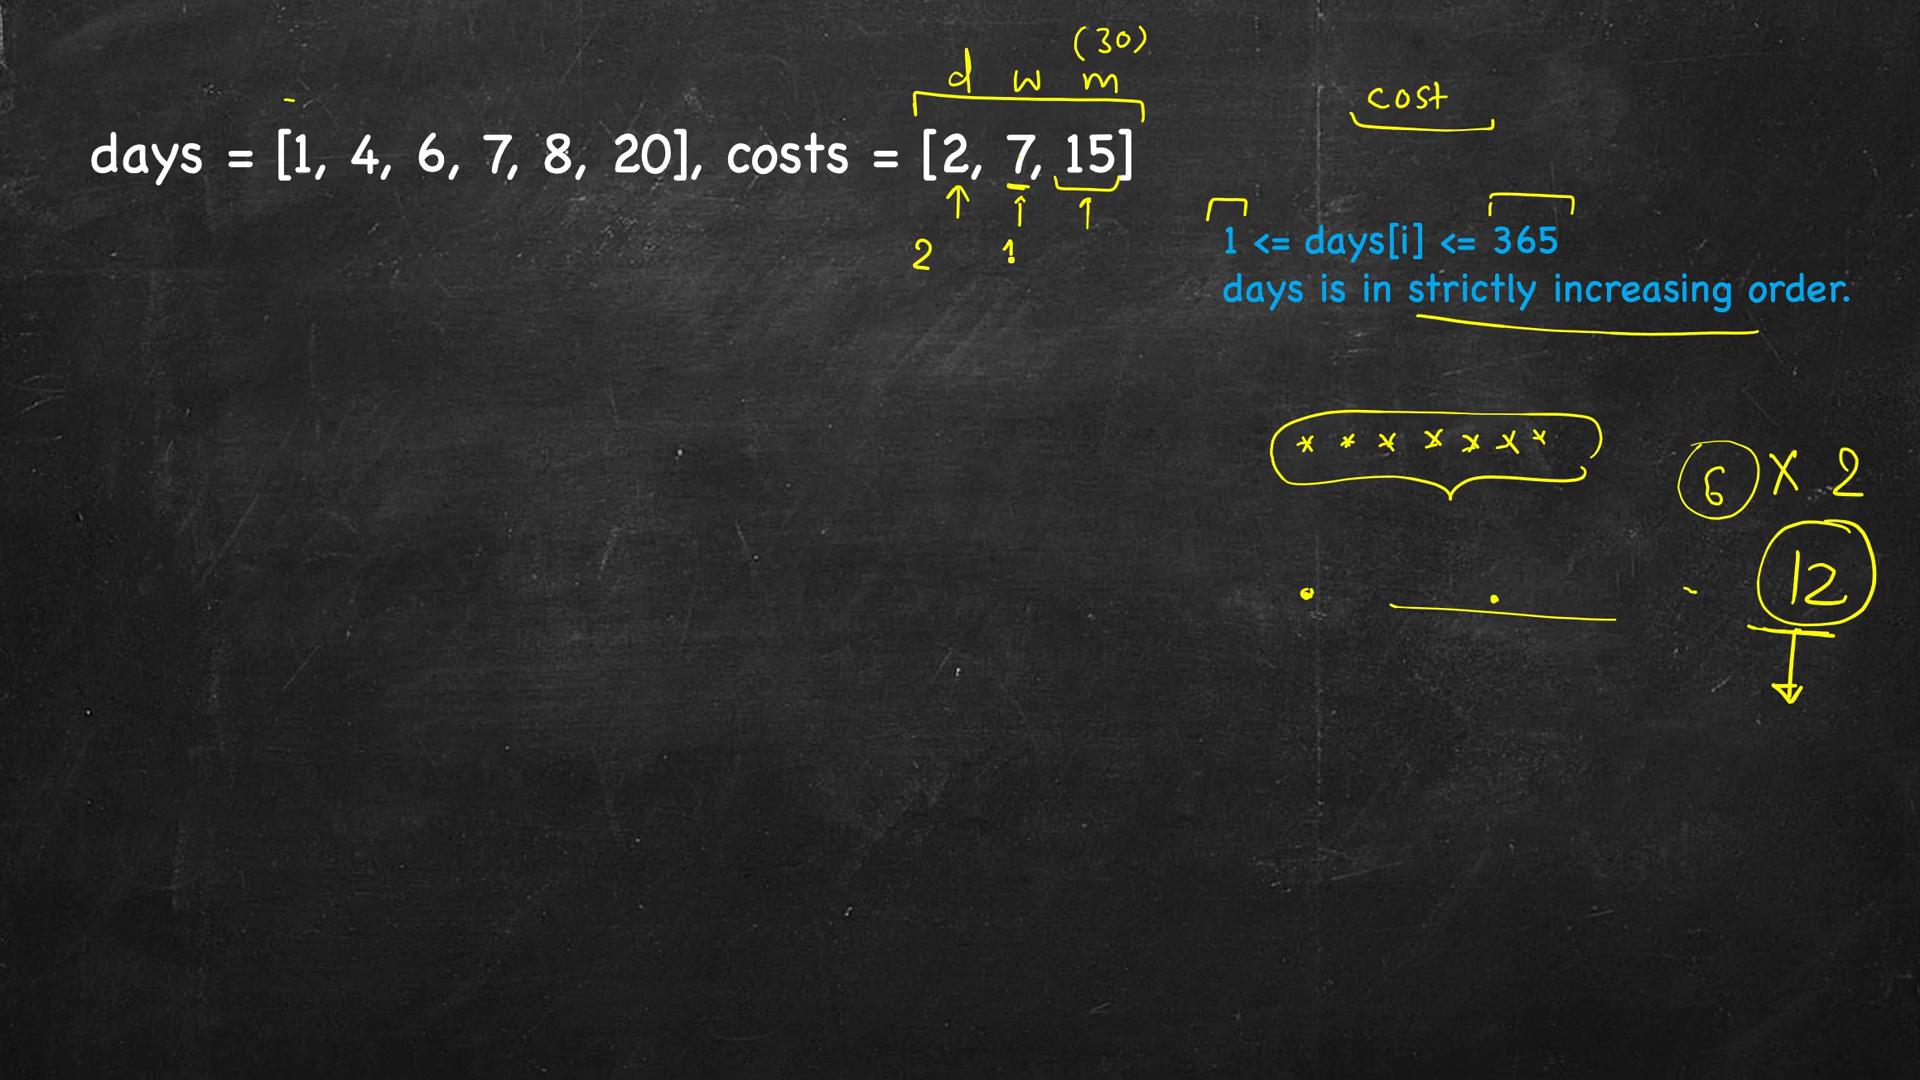 (30)
d w m
cost
days = [1, 4, 6, 7, 8, 20], costs = [2, 7, 15]
1 <= days[i] <= 365
2 1
days is in strictly increasing order.
* * * * * * *
6 X 2
12